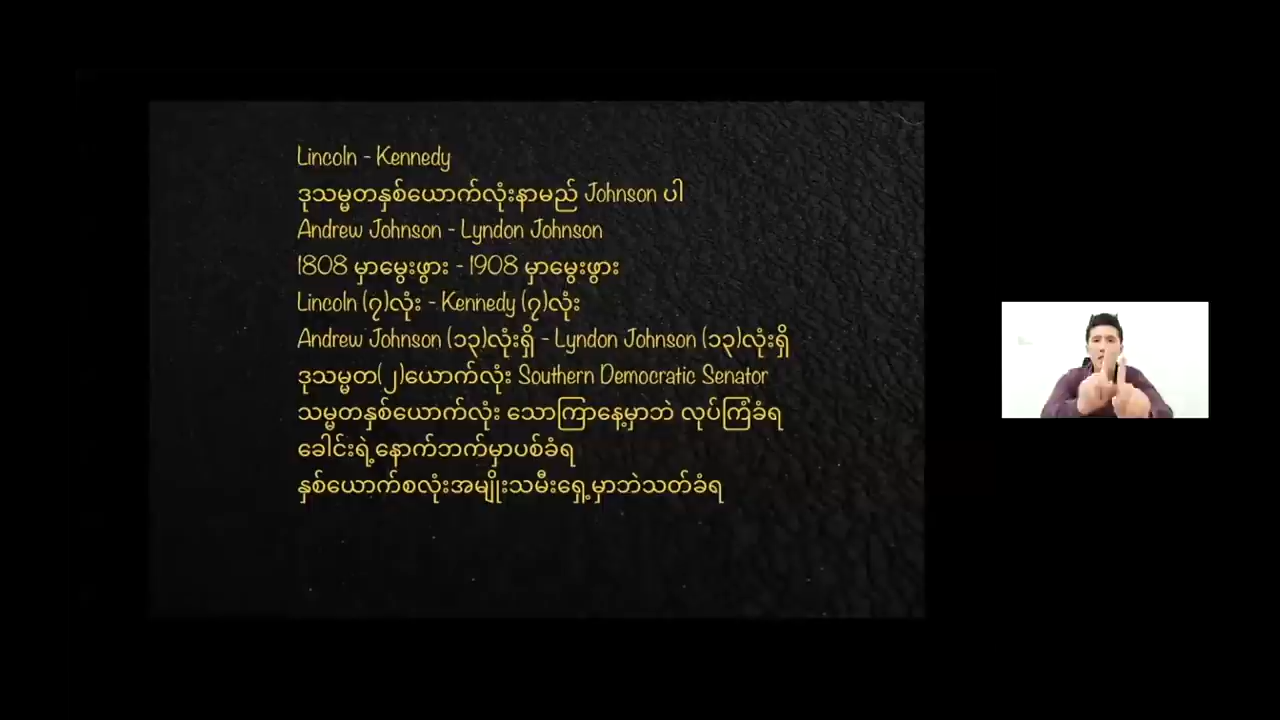 Lincoln - Kennedy
ဒုသမ္မတနှစ်ယောက်လုံးနာမည် Johnson ပါ
Andrew Johnson - Lyndon Johnson
1808 မှာမွေးဖွား - 1908 မှာမွေးဖွား
Lincoln (၇)လုံး - Kennedy (၇)လုံး
Andrew Johnson (၁၃)လုံးရှိ - Lyndon Johnson (၁၃)လုံးရှိ
ဒုသမ္မတ(၂)ယောက်လုံး Southern Democratic Senator
သမ္မတနှစ်ယောက်လုံး သောကြာနေ့မှာဘဲ လုပ်ကြံခံရ
ခေါင်းရဲ့နောက်ဘက်မှာပစ်ခံရ
နှစ်ယောက်စလုံးအမျိုးသမီးရှေ့မှာဘဲသတ်ခံရ